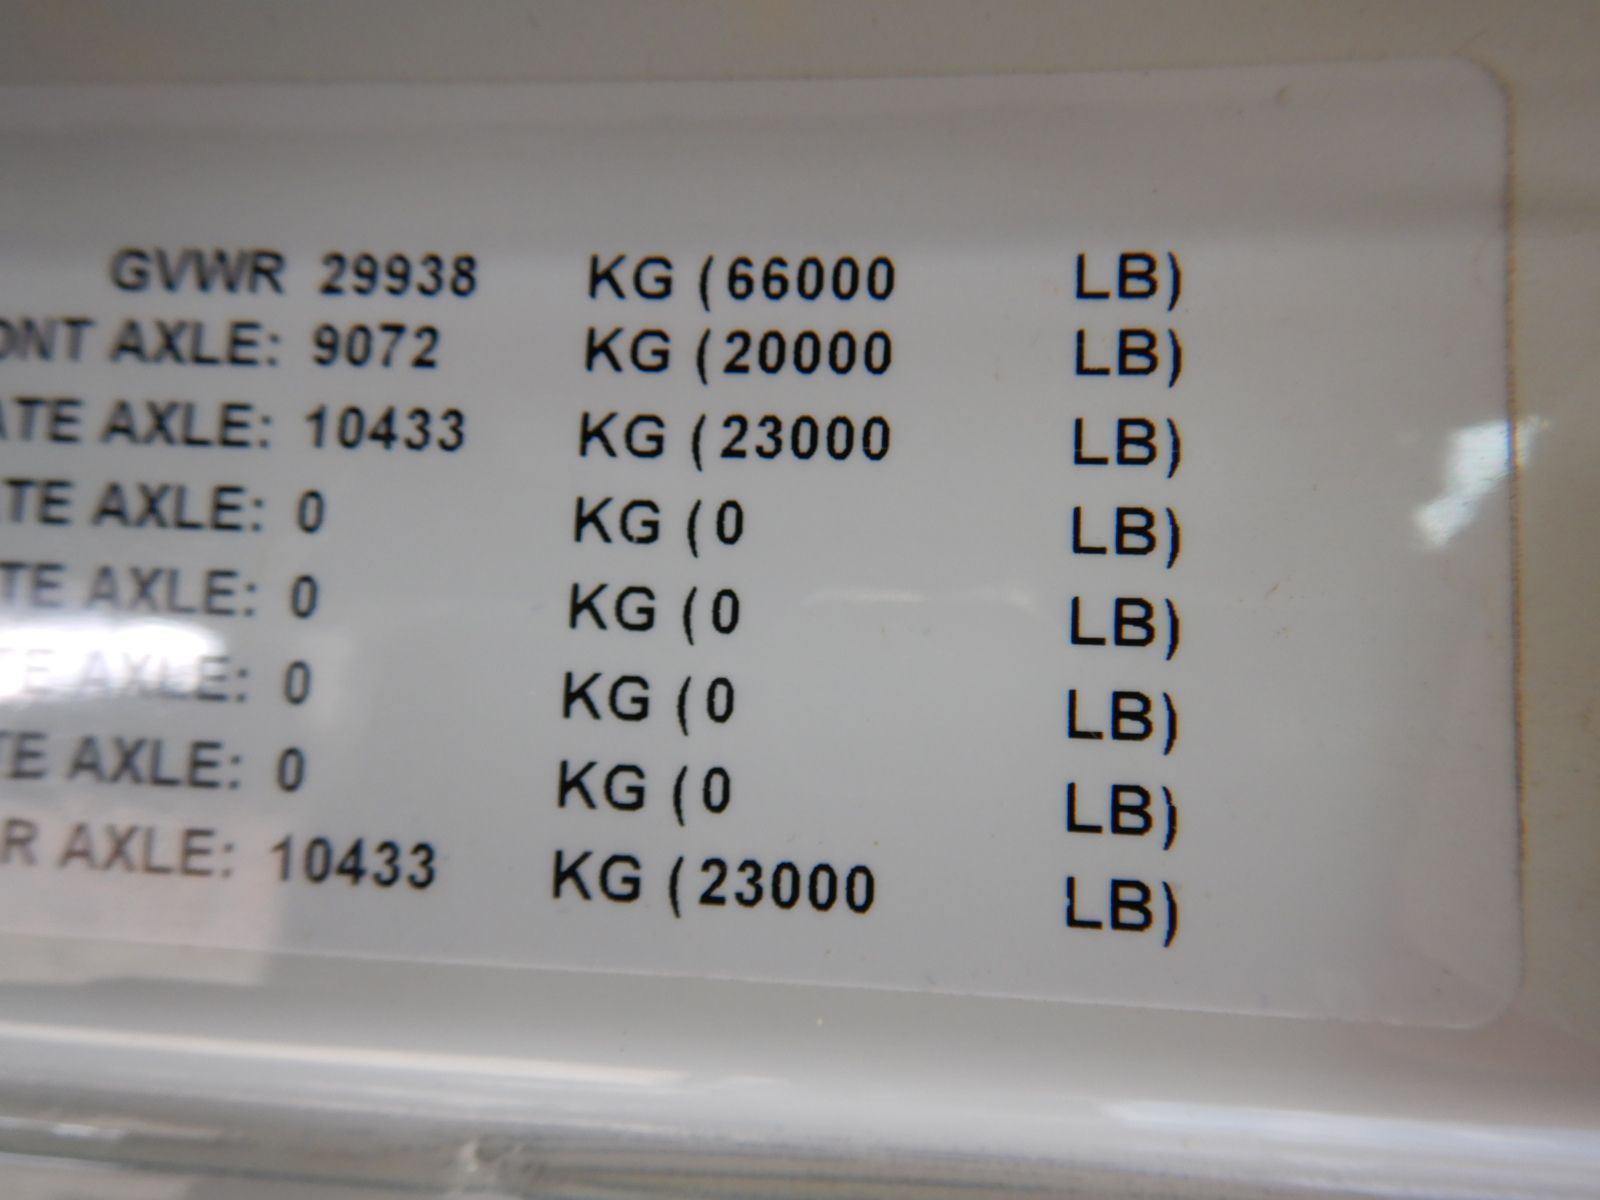 GVWR 29938 KG (66000 LB)
ONT AXLE: 9072 KG (20000 LB)
ATE AXLE: 10433 KG (23000 LB)
TE AXLE: 0 KG (0 LB)
TE AXLE: 0 KG (0 LB)
E AXLE: 0 KG (0 LB)
TE AXLE: 0 KG (0 LB)
R AXLE: 10433 KG (23000 LB)